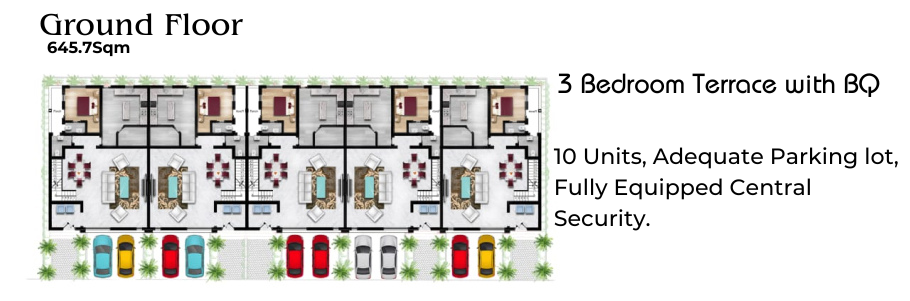 Ground Floor
645.7Sqm
3 Bedroom Terrace with BQ
10 Units, Adequate Parking lot,
Fully Equipped Central
Security.